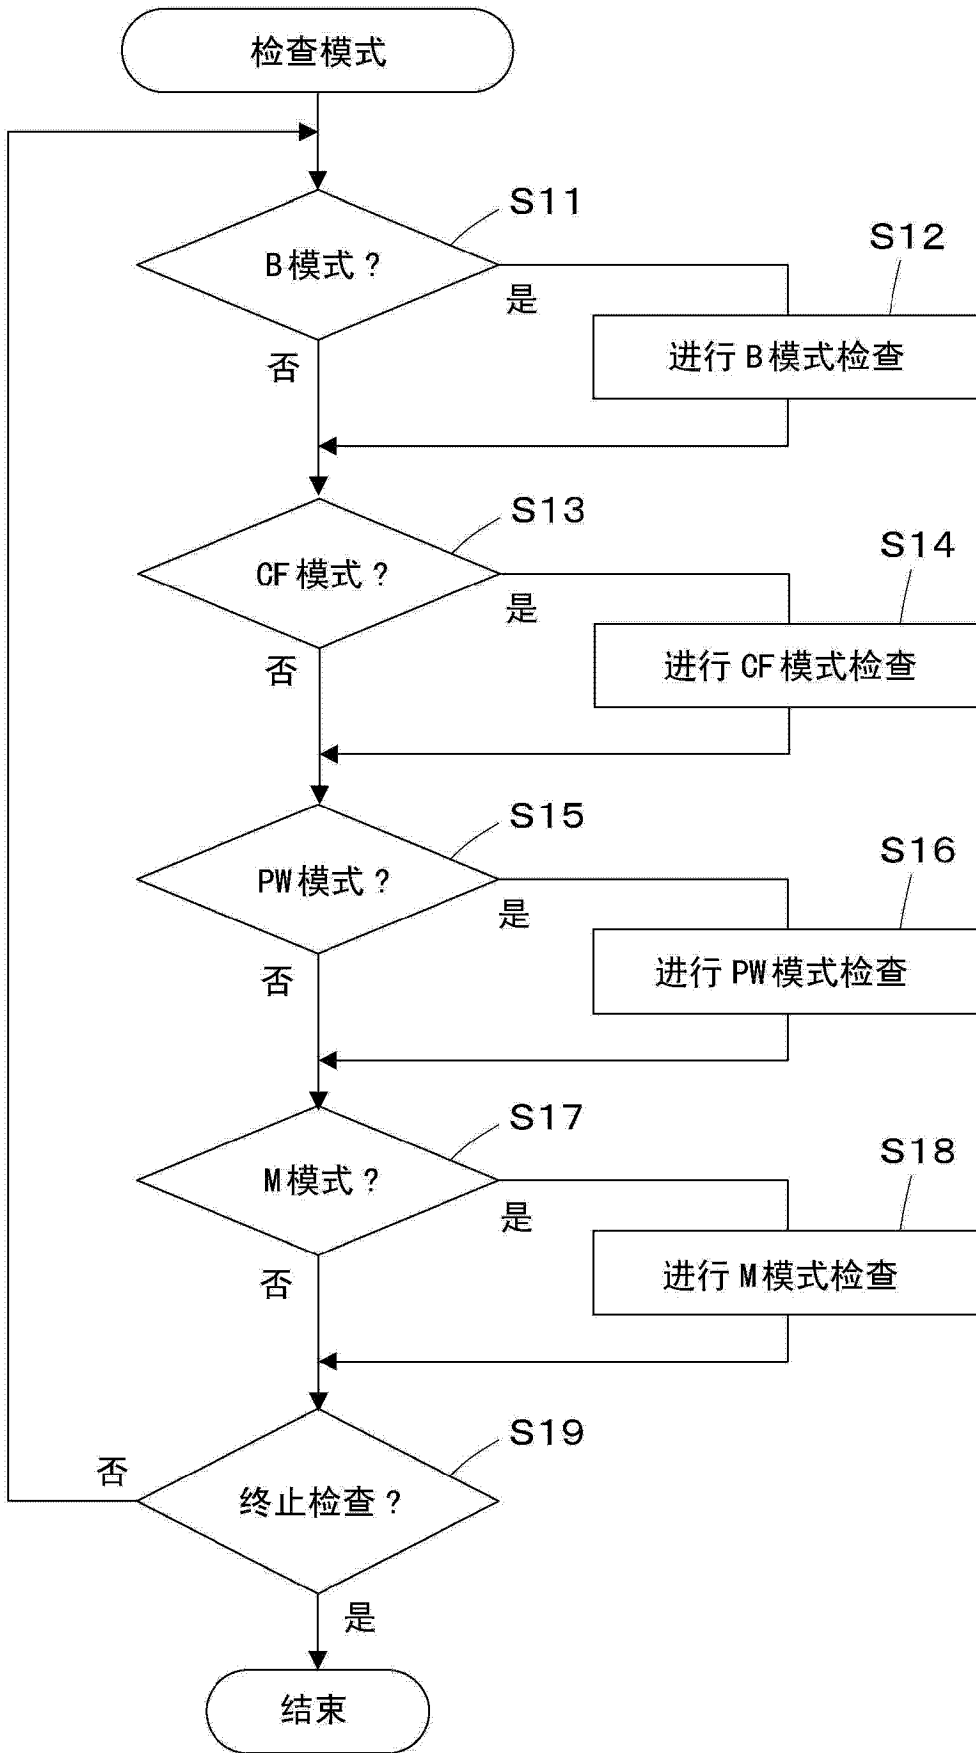 检查模式
S11
B模式？
是
S12
进行B模式检查
否
S13
CF模式？
是
S14
进行CF模式检查
否
S15
PW模式？
是
S16
进行PW模式检查
否
S17
M模式？
是
S18
进行M模式检查
否
S19
否
终止检查？
是
结束